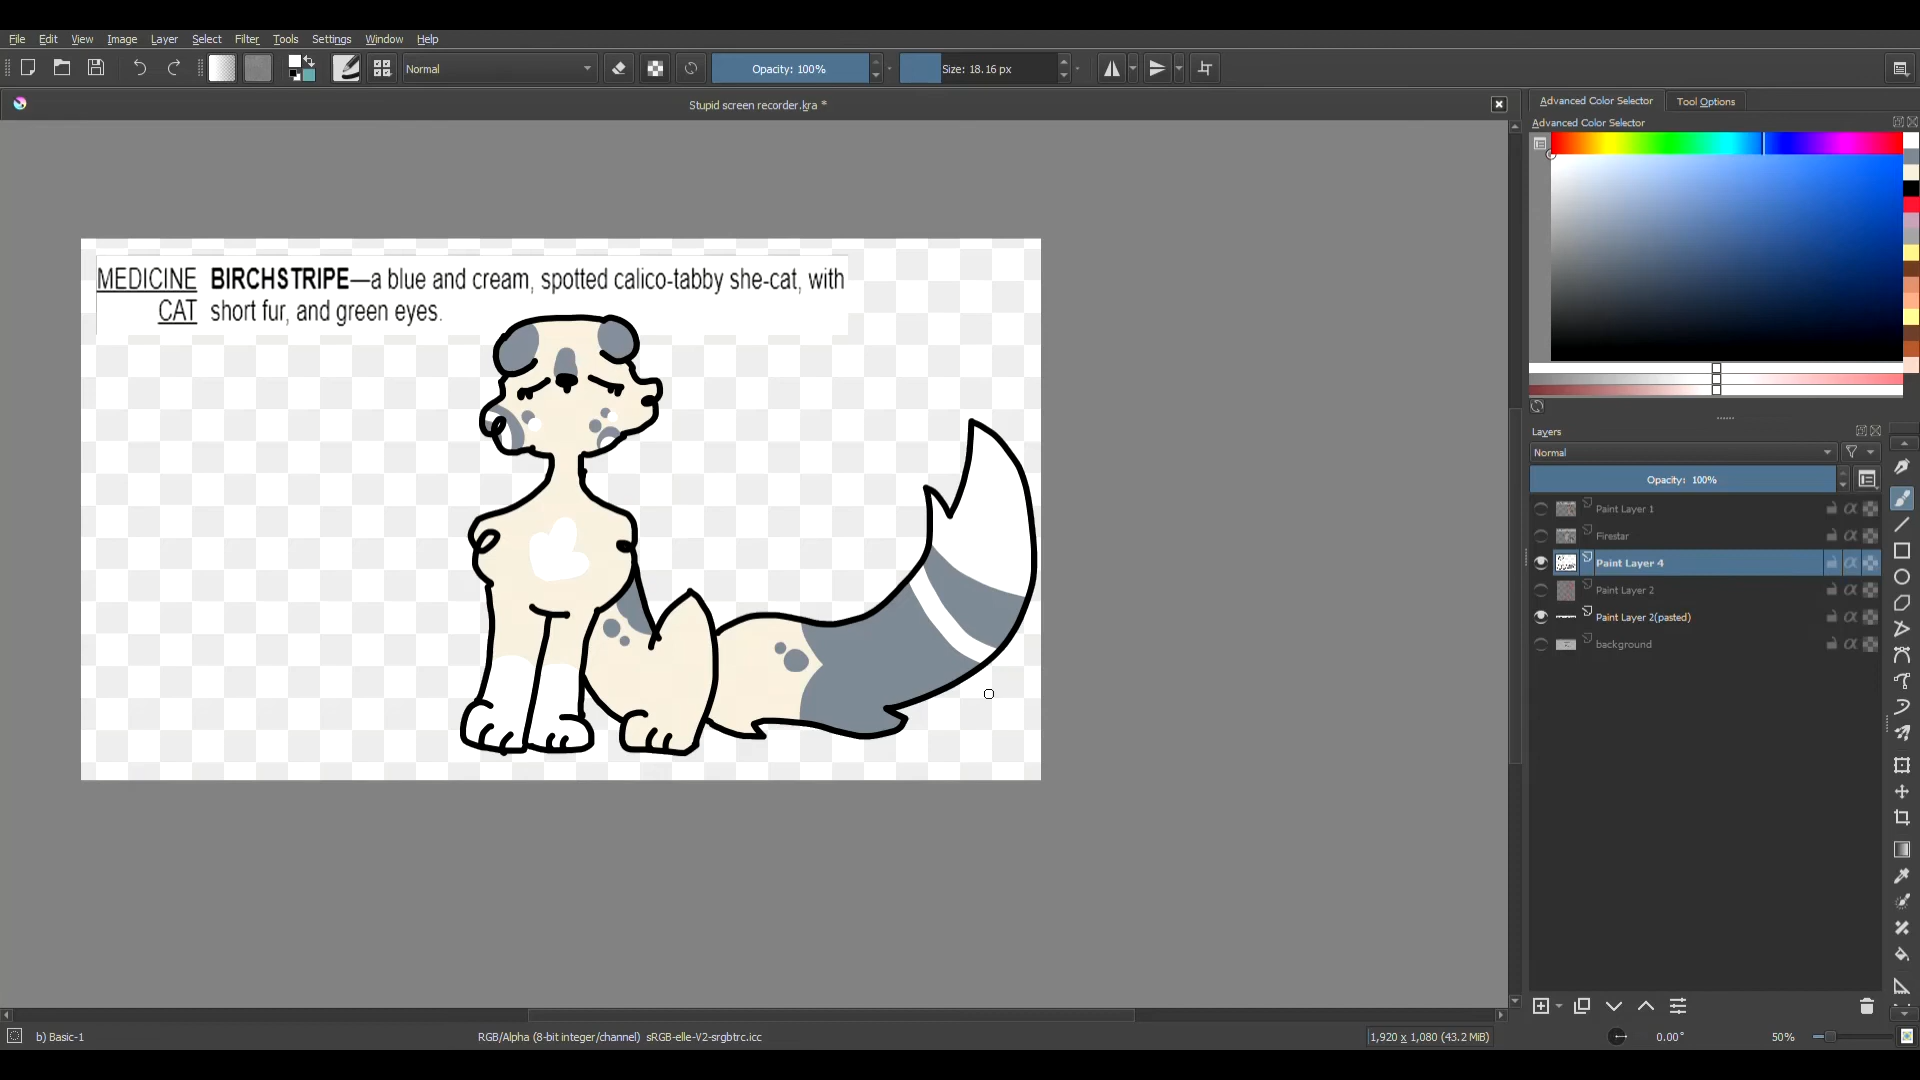 File Edit View Image Layer Select Filter Tools Settings Window Help
Normal Opacity: 100% Size: 18.16 px
Stupid screen recorder.kra *
Advanced Color Selector Tool Options
Advanced Color Selector
MEDICINE BIRCHSTRIPE—a blue and cream, spotted calico-tabby she-cat, with
CAT short fur, and green eyes.
Layers
Normal
Opacity: 100%
Paint Layer 1
Firestar
Paint Layer 4
Paint Layer 2
Paint Layer 2(pasted)
background
b) Basic-1 RGB/Alpha (8-bit integer/channel) sRGB-elle-V2-srgbtrc.icc 1,920 x 1,080 (43.2 MiB) 0.00° 50%